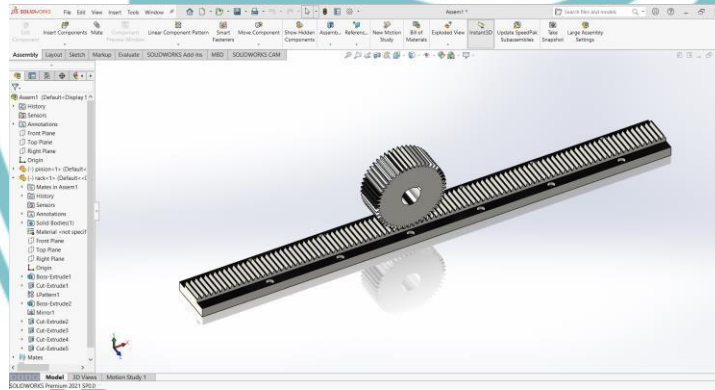 SOLIDWORKS File Edit View Insert Tools Window Assem1 * Search files and models
Edit Component Insert Components Mate Component Preview Window Linear Component Pattern Smart Fasteners Move Component Show Hidden Components Assemb... Referenc... New Motion Study Bill of Materials Exploded View Instant3D Update SpeedPak Subassemblies Take Snapshot Large Assembly Settings
Assembly Layout Sketch Markup Evaluate SOLIDWORKS Add-Ins MBD SOLIDWORKS CAM
Assem1 (Default<Display
History
Sensors
Annotations
Front Plane
Top Plane
Right Plane
Origin
(-) pinion<1> (Default<
(-) rack<1> (Default<<D
Mates in Assem1
History
Sensors
Annotations
Solid Bodies(1)
Material <not specif
Front Plane
Top Plane
Right Plane
Origin
Boss-Extrude1
Cut-Extrude1
LPattern1
Boss-Extrude2
Mirror1
Cut-Extrude2
Cut-Extrude3
Cut-Extrude4
Cut-Extrude5
Mates
Model 3D Views Motion Study 1
SOLIDWORKS Premium 2021 SP0.0